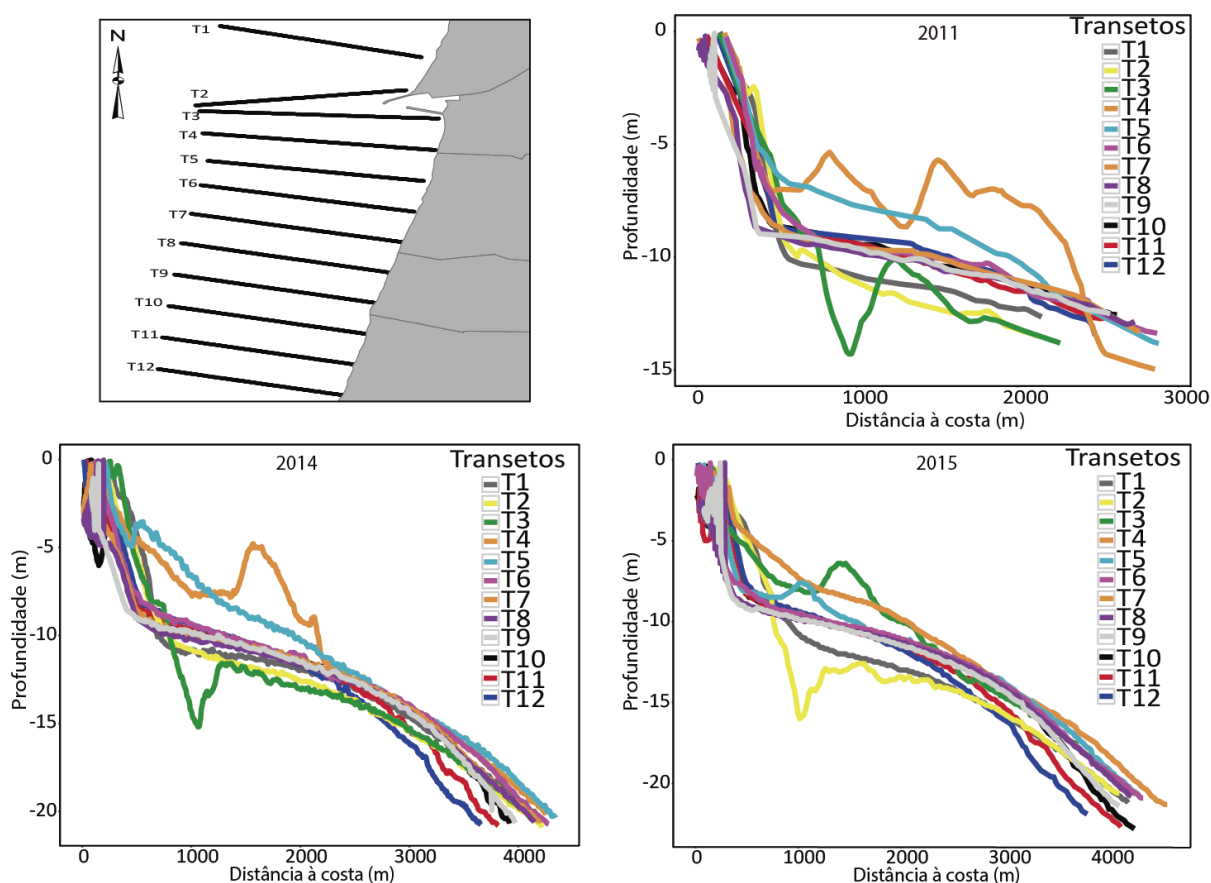 N
T1
T2
T3
T4
T5
T6
T7
T8
T9
T10
T11
T12
2011
Transetos
T1
T2
T3
T4
T5
T6
T7
T8
T9
T10
T11
T12
Profundidade (m)
0
-5
-10
-15
0
1000
2000
3000
Distância à costa (m)
2014
Transetos
T1
T2
T3
T4
T5
T6
T7
T8
T9
T10
T11
T12
Profundidade (m)
0
-5
-10
-15
-20
0
1000
2000
3000
4000
Distância à costa (m)
2015
Transetos
T1
T2
T3
T4
T5
T6
T7
T8
T9
T10
T11
T12
Profundidade (m)
0
-5
-10
-15
-20
0
1000
2000
3000
4000
Distância à costa (m)